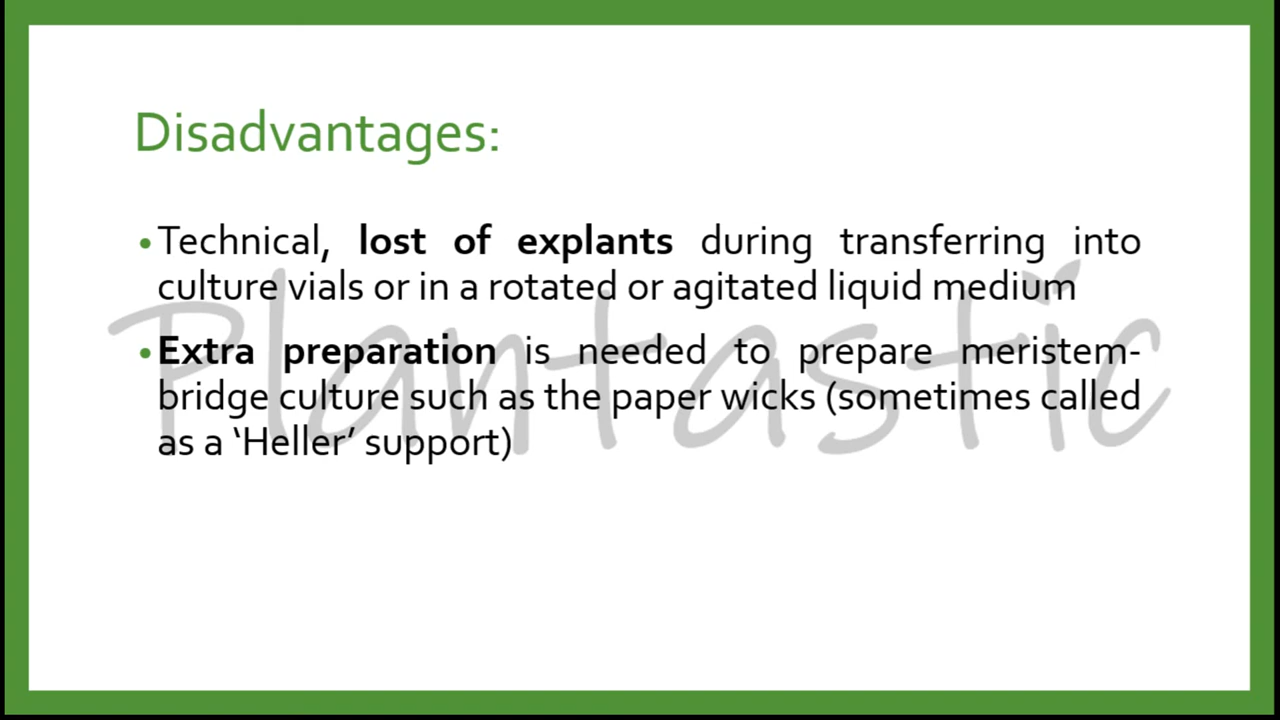 Disadvantages:
•Technical, lost of explants during transferring into
culture vials or in a rotated or agitated liquid medium
•Extra preparation is needed to prepare meristem-
bridge culture such as the paper wicks (sometimes called
as a ‘Heller’ support)
Plantastic